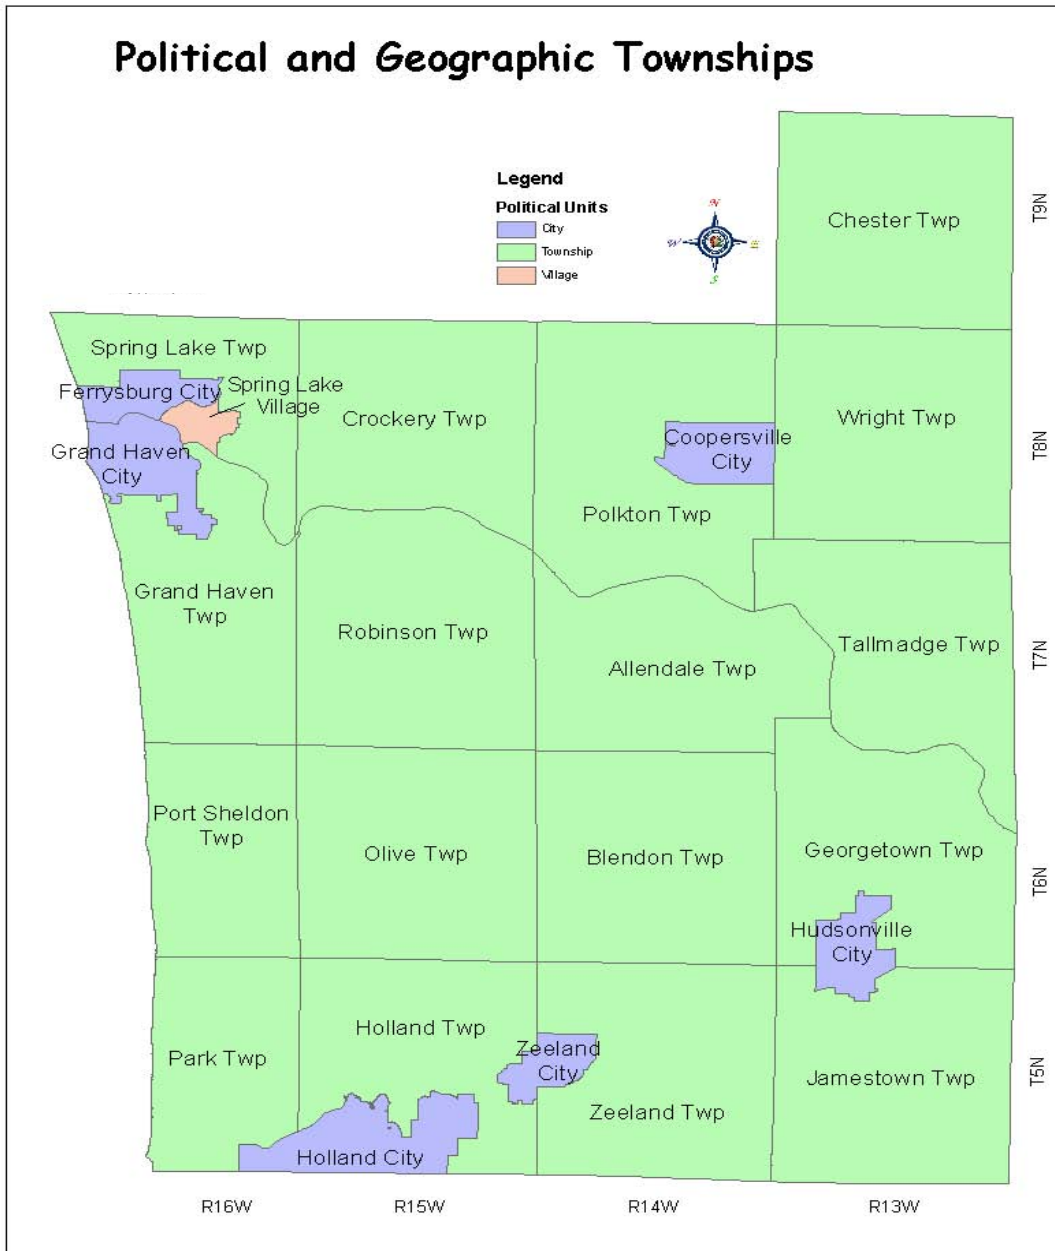 Political and Geographic Townships
Legend
Political Units
City
Township
Village
N
W
E
S
Chester Twp
T9N
Spring Lake Twp
Ferrysburg City
Spring Lake
Village
Crockery Twp
Wright Twp
Coopersville
City
T8N
Grand Haven
City
Polkton Twp
Grand Haven
Twp
Robinson Twp
Allendale Twp
Tallmadge Twp
T7N
Port Sheldon
Twp
Olive Twp
Blendon Twp
Georgetown Twp
T6N
Hudsonville
City
Park Twp
Holland Twp
Zeeland
City
Zeeland Twp
Jamestown Twp
T5N
Holland City
R16W
R15W
R14W
R13W